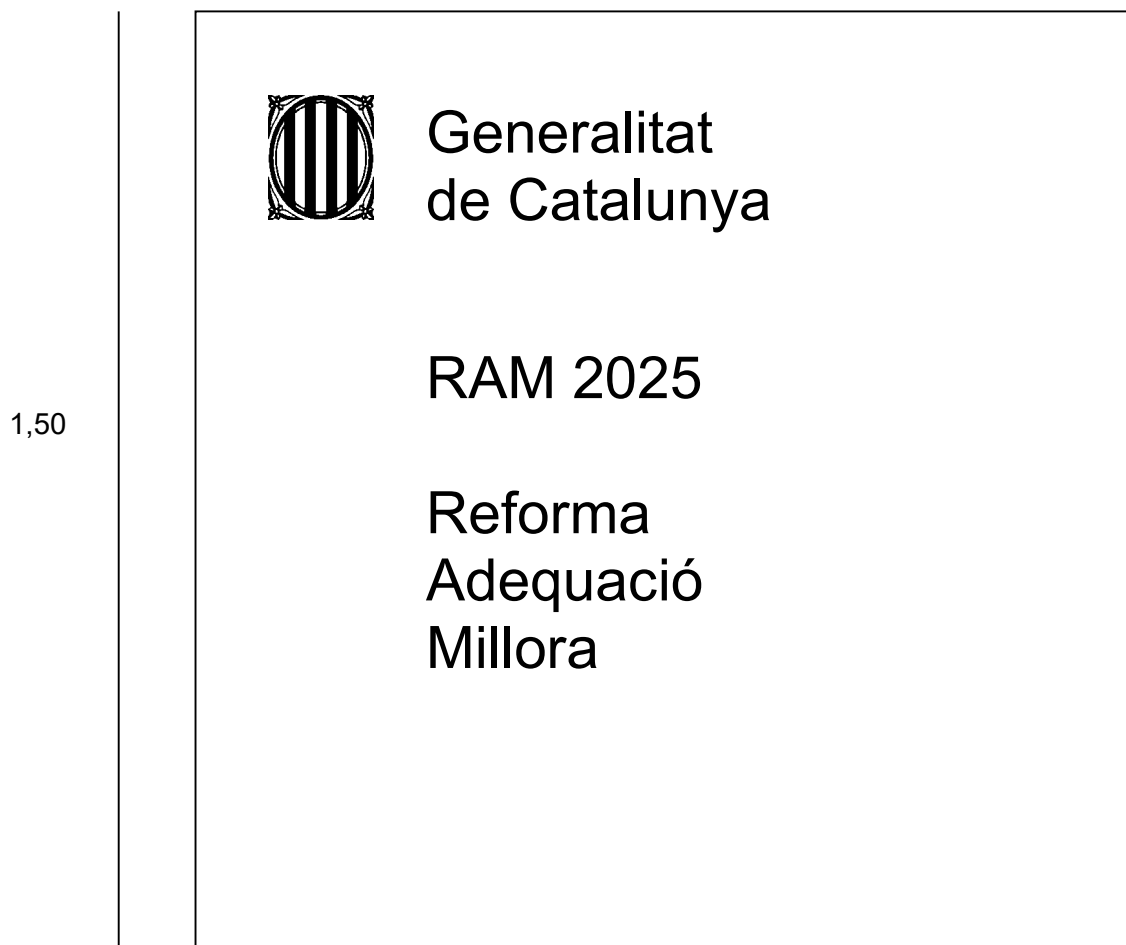 Generalitat
de Catalunya
RAM 2025
1,50
Reforma
Adequació
Millora